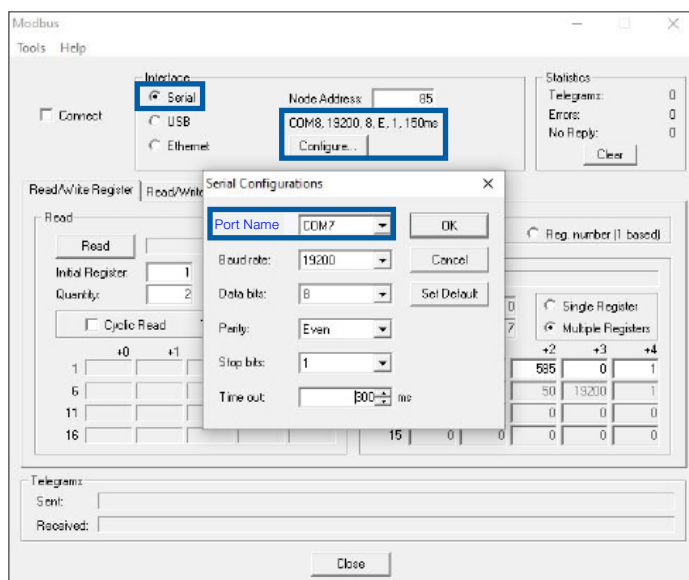 Modbus
Tools Help
Interface
Serial
USB
Ethernet
Connect
Node Address: 85
COM8, 19200, 8, E, 1, 150ms
Configure...
Statistics
Telegrams: 0
Errors: 0
No Reply: 0
Clear
Read/Write Register
Read/Write
Read
Read
Initial Register: 1
Quantity: 2
Cyclic Read
+0 +1
1
6
11
16
Serial Configurations
Port Name COM7
Baud rate: 19200
Data bits: 8
Parity: Even
Stop bits: 1
Time out: 300 ms
OK
Cancel
Set Default
Reg. number (1 based)
0
7
Single Register
Multiple Registers
+2 +3 +4
585 0 1
50 19200 1
0 0 0
15 0 0 0 0 0
Telegrams
Sent:
Received:
Close